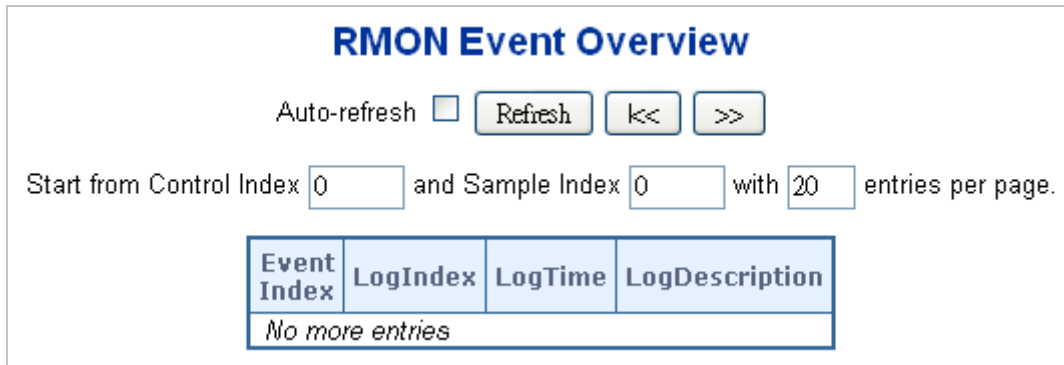 RMON Event Overview
Auto-refresh Refresh |<< >>
Start from Control Index 0 and Sample Index 0 with 20 entries per page.
Event Index LogIndex LogTime LogDescription
No more entries